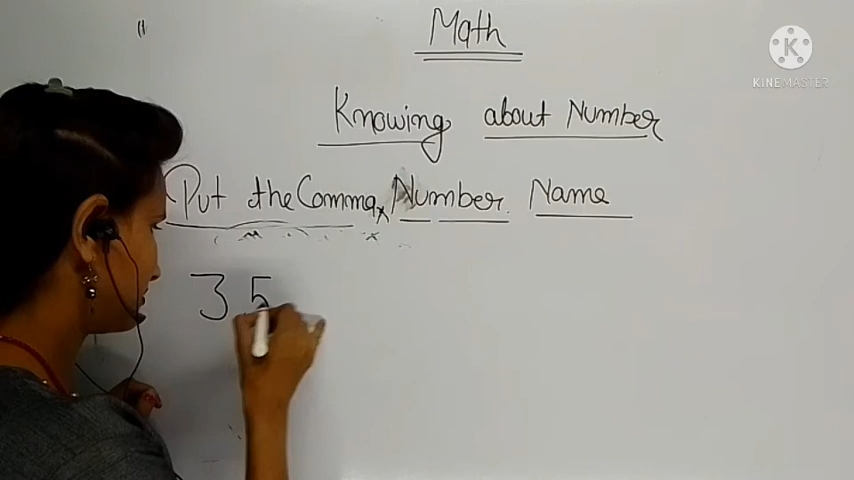 Math
Knowing about Number
Put the Comma, Number Name
3 5
KINEMASTER